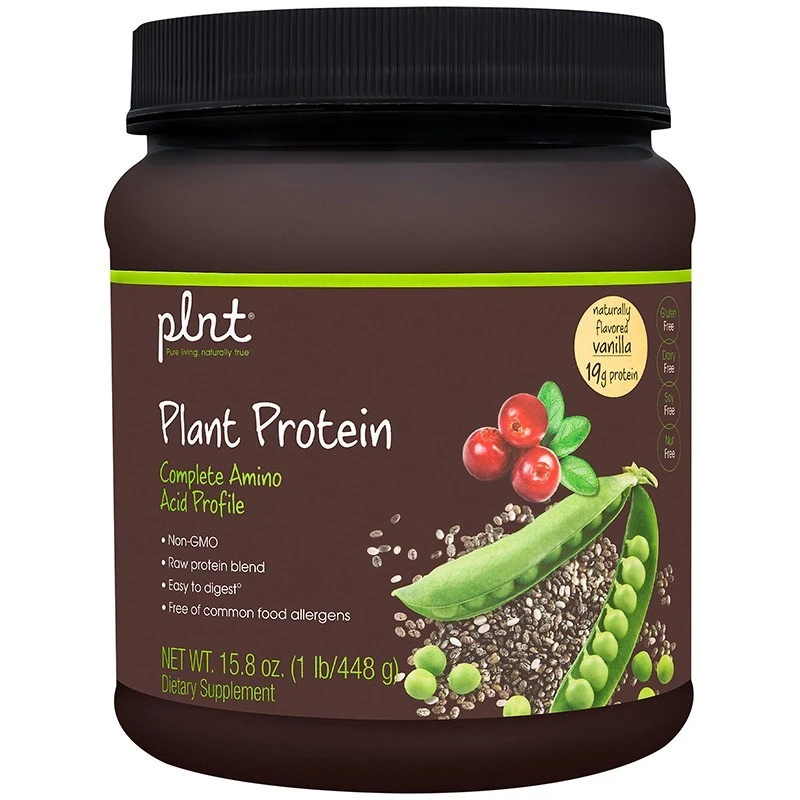 plnt®
Pure living, naturally true
naturally
flavored
vanilla
19g protein
Gluten
Free
Dairy
Free
Soy
Free
Nut
Free
Plant Protein
Complete Amino
Acid Profile
• Non-GMO
• Raw protein blend
• Easy to digest◊
• Free of common food allergens
NET WT. 15.8 oz. (1 lb/448 g)
Dietary Supplement